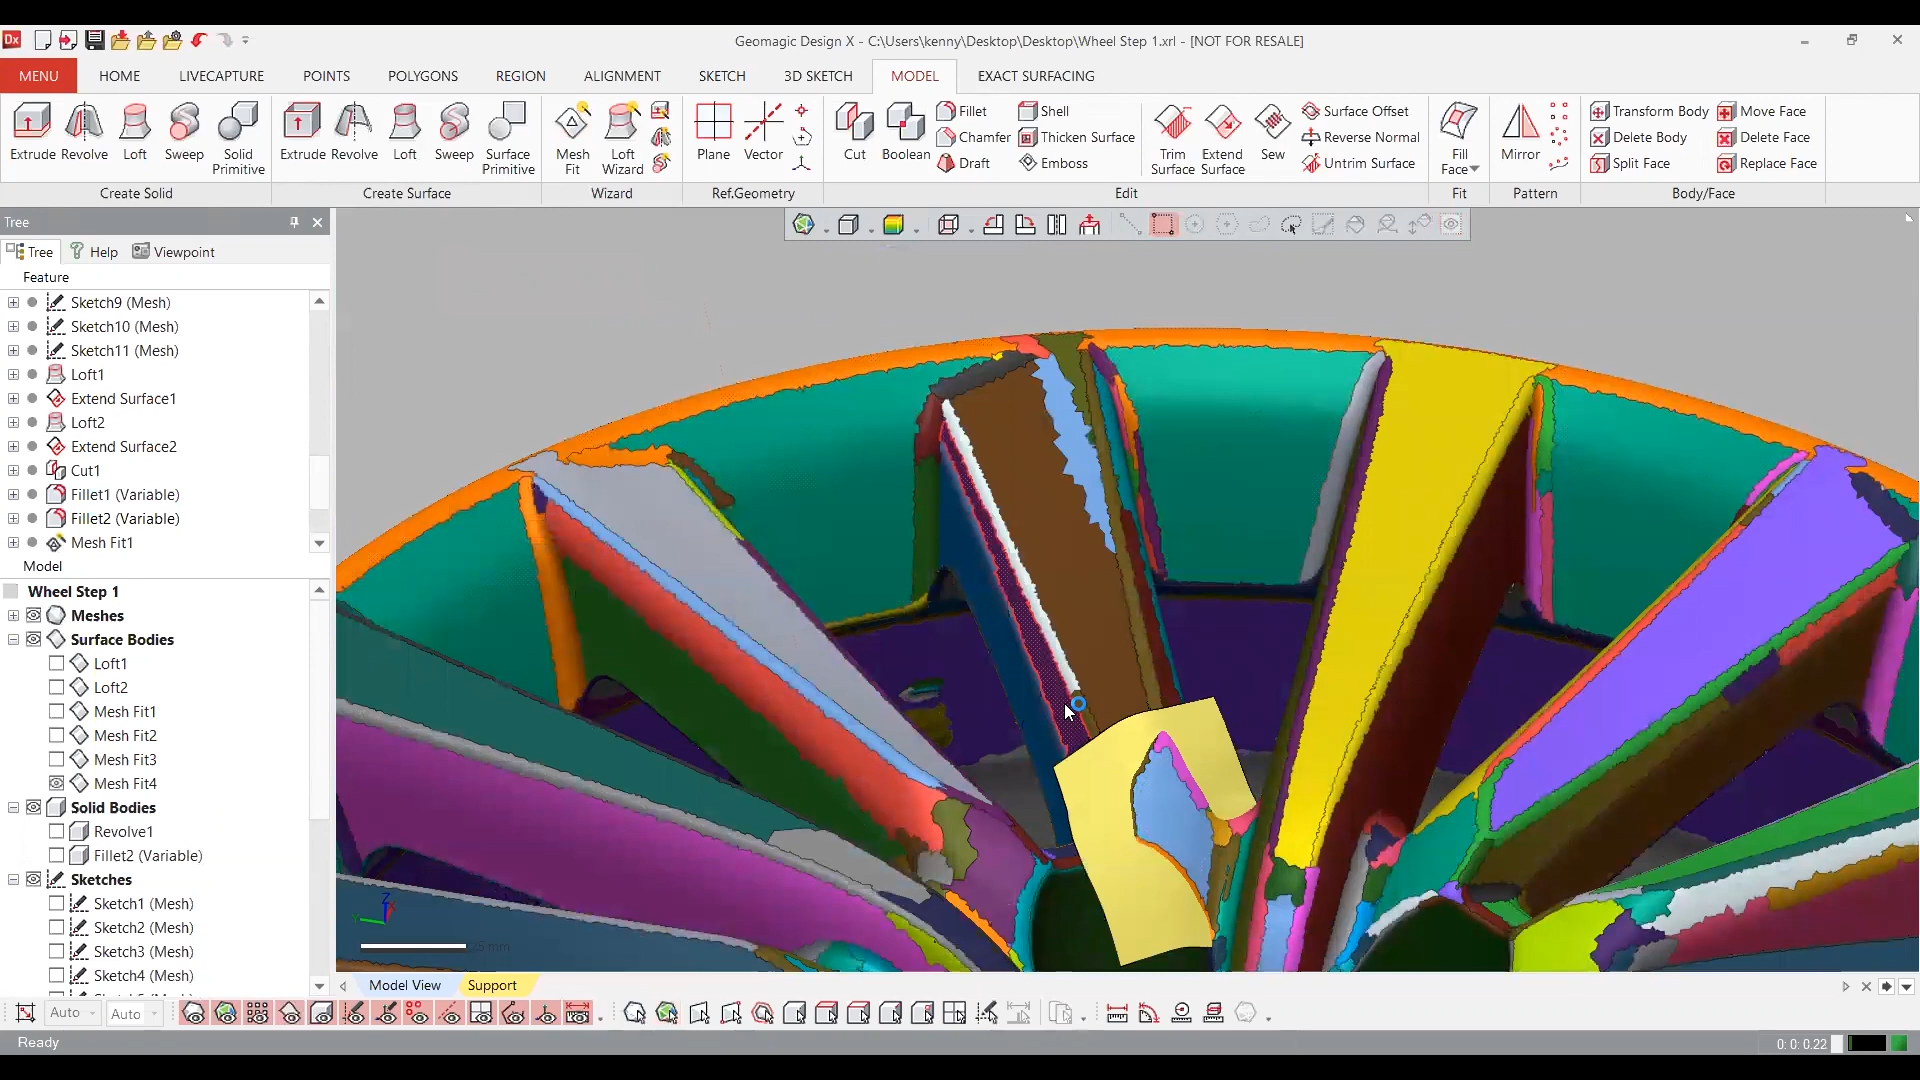 Dx
Geomagic Design X - C:\Users\kenny\Desktop\Desktop\Wheel Step 1.xrl - [NOT FOR RESALE]
MENU HOME LIVECAPTURE POINTS POLYGONS REGION ALIGNMENT SKETCH 3D SKETCH MODEL EXACT SURFACING
Extrude Revolve Loft Sweep Solid Primitive
Create Solid
Extrude Revolve Loft Sweep Surface Primitive
Create Surface
Mesh Fit Loft Wizard
Wizard
Plane Vector
Ref.Geometry
Cut Boolean
Fillet Shell
Chamfer Thicken Surface
Draft Emboss
Trim Surface Extend Surface Sew
Surface Offset
Reverse Normal
Untrim Surface
Edit
Fill Face
Fit
Mirror
Pattern
Transform Body Move Face
Delete Body Delete Face
Split Face Replace Face
Body/Face
Tree
Tree Help Viewpoint
Feature
Sketch9 (Mesh)
Sketch10 (Mesh)
Sketch11 (Mesh)
Loft1
Extend Surface1
Loft2
Extend Surface2
Cut1
Fillet1 (Variable)
Fillet2 (Variable)
Mesh Fit1
Model
Wheel Step 1
Meshes
Surface Bodies
Loft1
Loft2
Mesh Fit1
Mesh Fit2
Mesh Fit3
Mesh Fit4
Solid Bodies
Revolve1
Fillet2 (Variable)
Sketches
Sketch1 (Mesh)
Sketch2 (Mesh)
Sketch3 (Mesh)
Sketch4 (Mesh)
Z
mm
Model View Support
Auto Auto
Ready
0: 0: 0.22